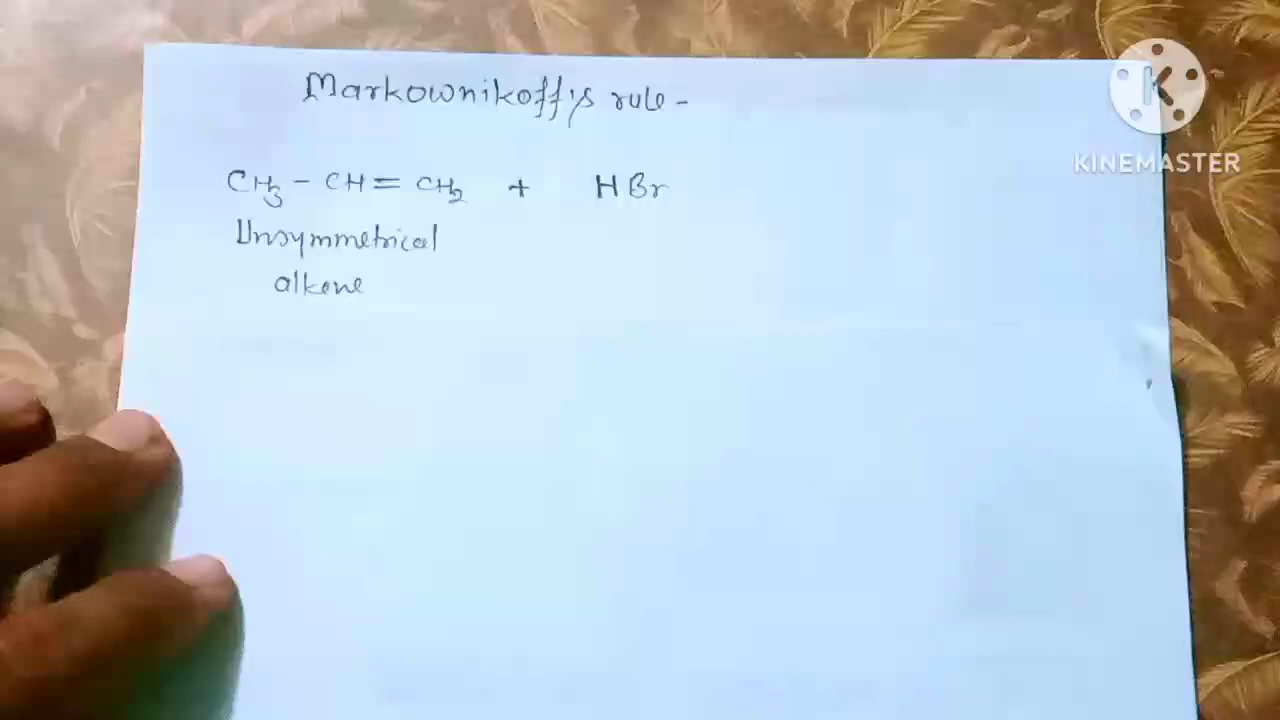 Markownikoff's rule -
CH3 - CH = CH2 + HBr
Unsymmetrical
alkene
K
KINEMASTER